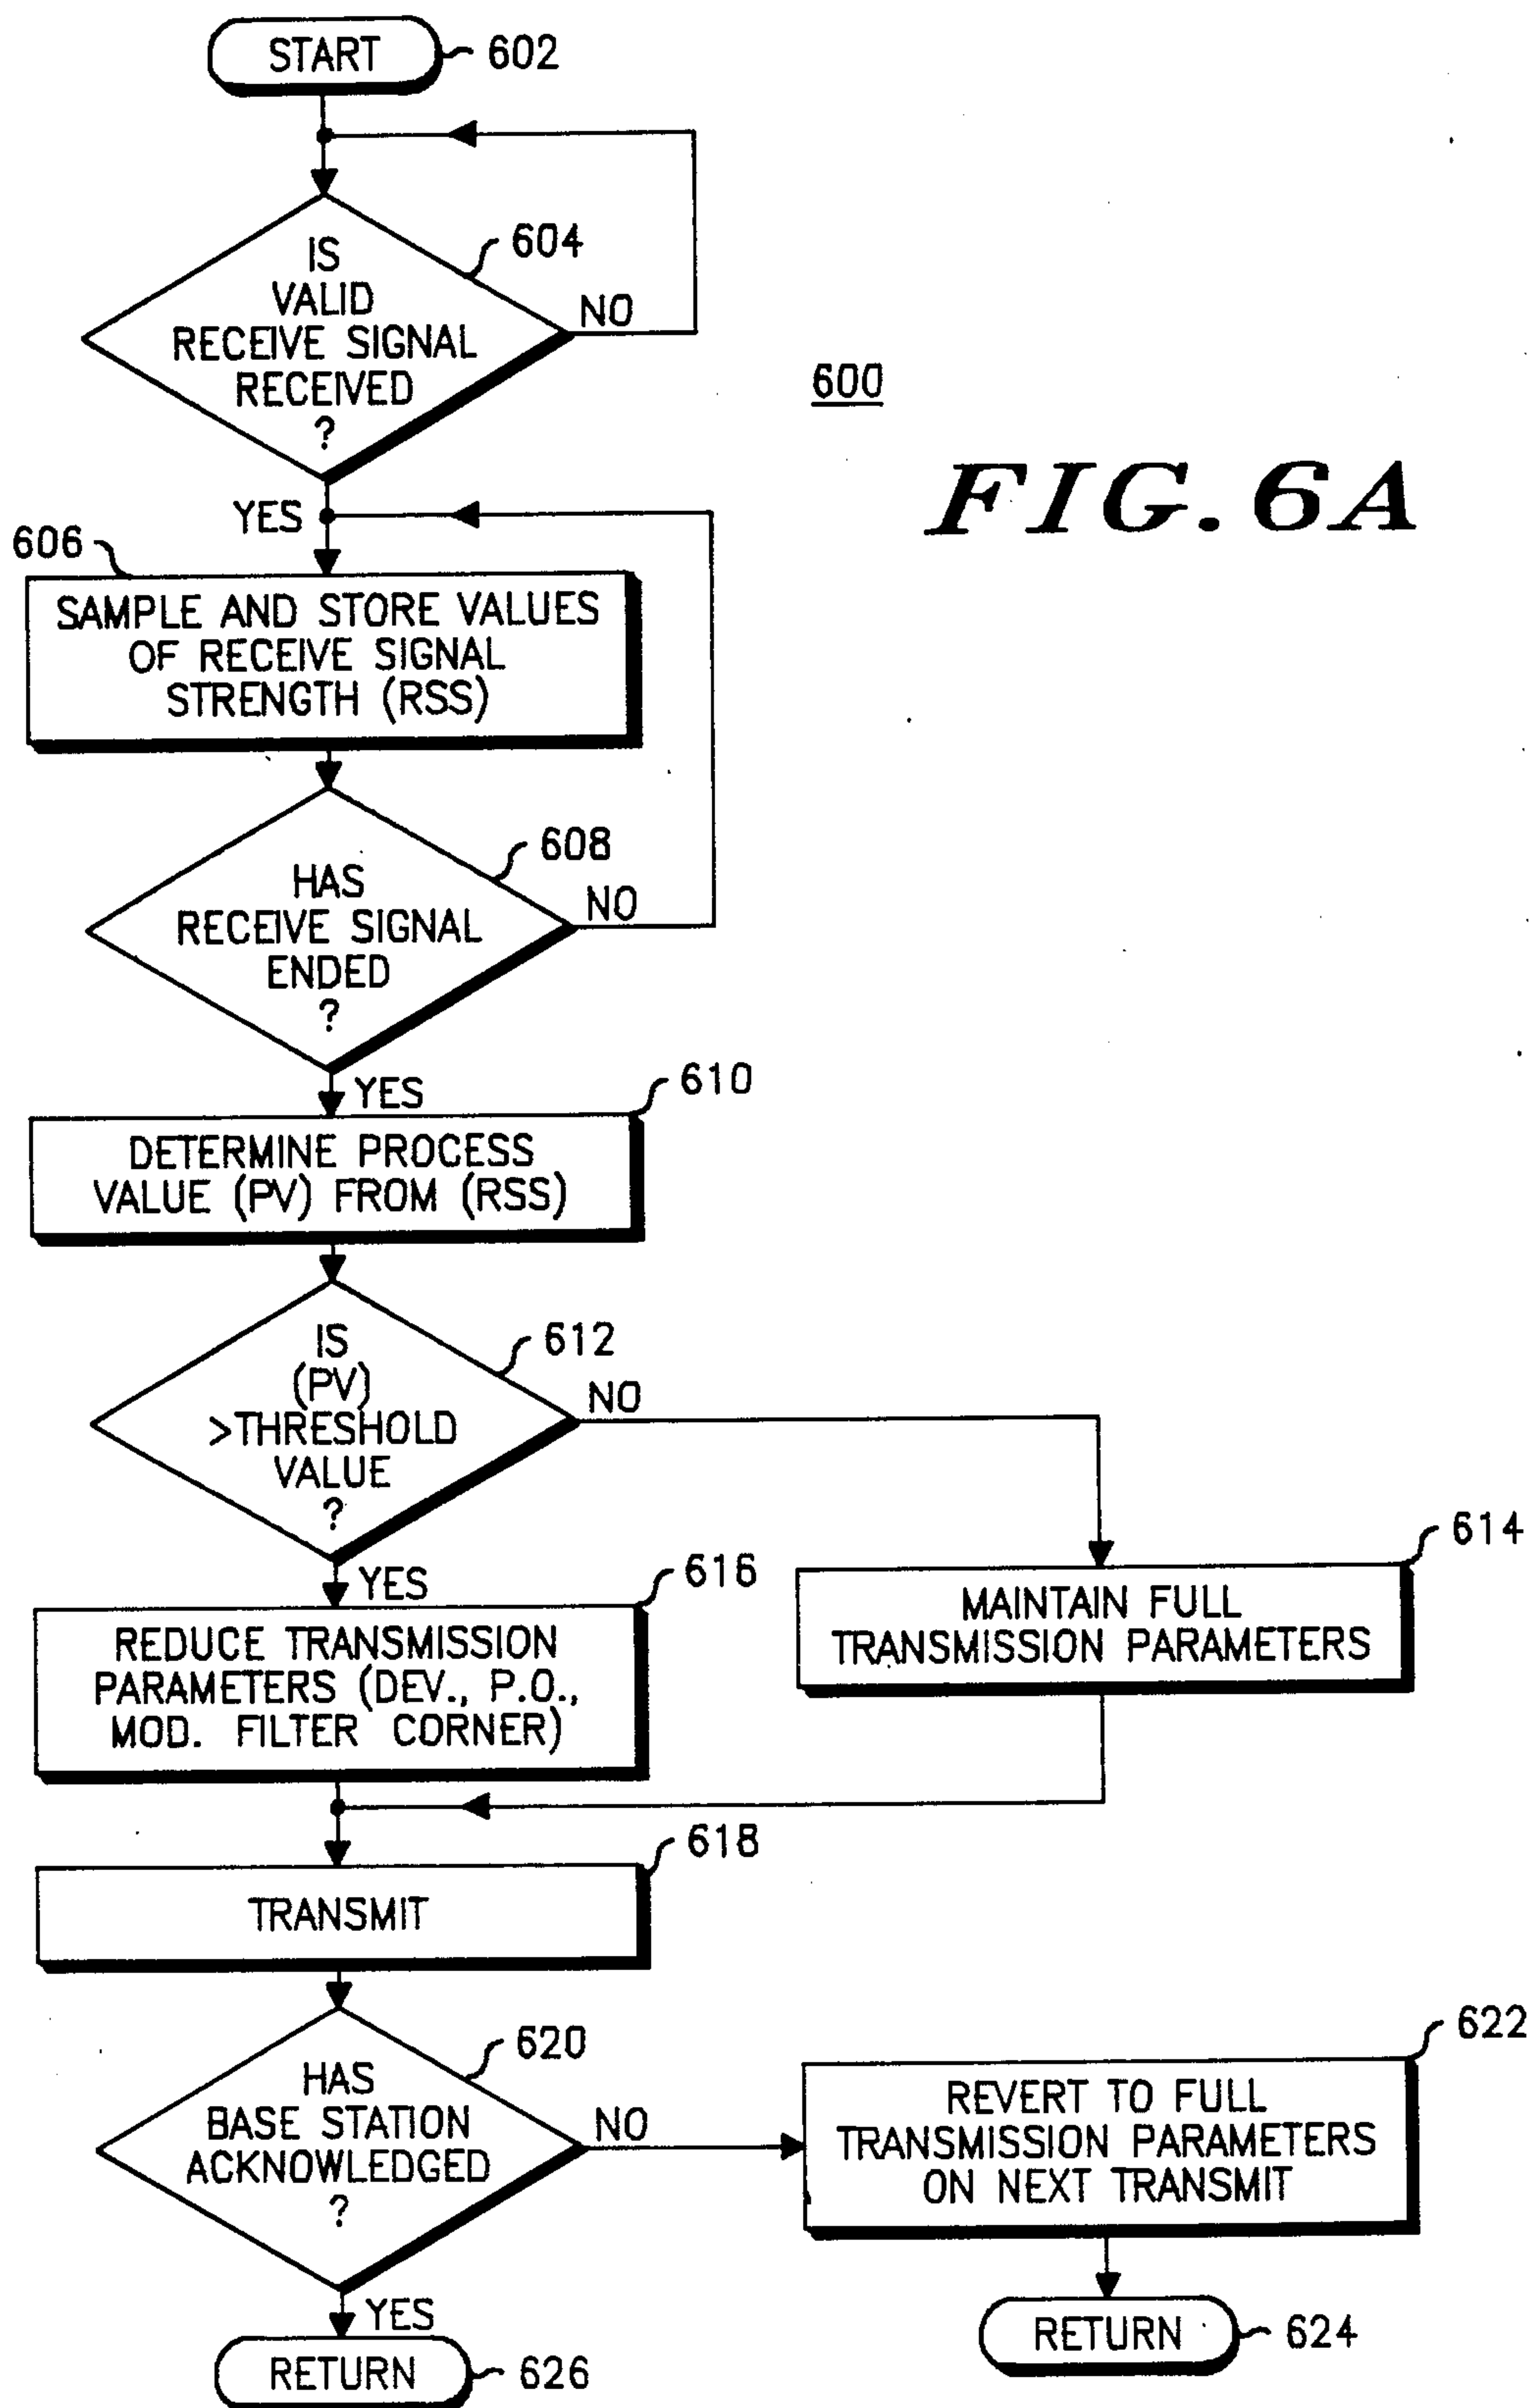 START
602
IS
VALID
RECEIVE SIGNAL
RECEIVED
?
604
NO
600
FIG. 6A
YES
606
SAMPLE AND STORE VALUES
OF RECEIVE SIGNAL
STRENGTH (RSS)
HAS
RECEIVE SIGNAL
ENDED
?
608
NO
YES
610
DETERMINE PROCESS
VALUE (PV) FROM (RSS)
IS
(PV)
>THRESHOLD
VALUE
?
612
NO
YES
614
MAINTAIN FULL
TRANSMISSION PARAMETERS
616
REDUCE TRANSMISSION
PARAMETERS (DEV., P.O.,
MOD. FILTER CORNER)
618
TRANSMIT
HAS
BASE STATION
ACKNOWLEDGED
?
620
NO
622
REVERT TO FULL
TRANSMISSION PARAMETERS
ON NEXT TRANSMIT
RETURN
624
YES
RETURN
626